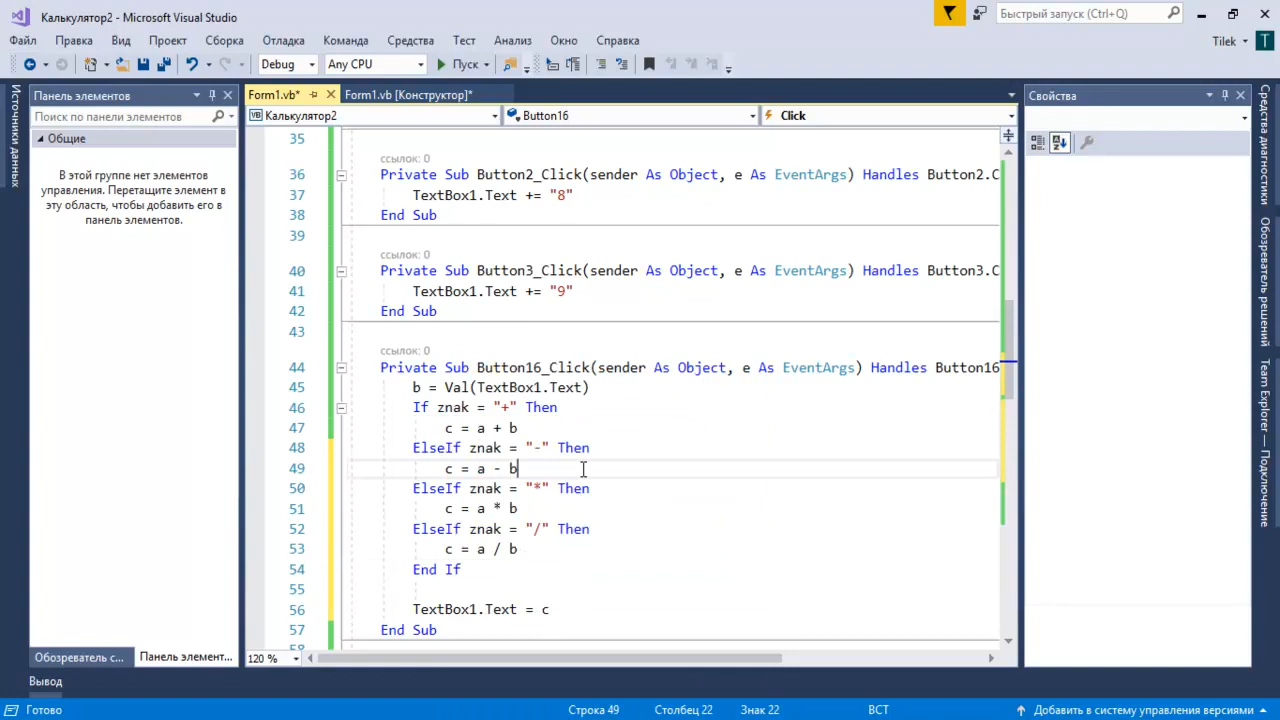 Калькулятор2 - Microsoft Visual Studio
Быстрый запуск (Ctrl+Q)
Файл Правка Вид Проект Сборка Отладка Команда Средства Тест Анализ Окно Справка
Tilek T
Debug Any CPU Пуск
Источники данных
Панель элементов
Поиск по панели элементов
Общие
В этой группе нет элементов
управления. Перетащите элемент в
эту область, чтобы добавить его в
панель элементов.
Обозреватель с... Панель элемент...
Form1.vb* Form1.vb [Конструктор]*
VB Калькулятор2 Button16 Click
35
ссылок: 0
36 Private Sub Button2_Click(sender As Object, e As EventArgs) Handles Button2.C
37 TextBox1.Text += "8"
38 End Sub
39
ссылок: 0
40 Private Sub Button3_Click(sender As Object, e As EventArgs) Handles Button3.C
41 TextBox1.Text += "9"
42 End Sub
43
ссылок: 0
44 Private Sub Button16_Click(sender As Object, e As EventArgs) Handles Button16
45 b = Val(TextBox1.Text)
46 If znak = "+" Then
47 c = a + b
48 ElseIf znak = "-" Then
49 c = a - b
50 ElseIf znak = "*" Then
51 c = a * b
52 ElseIf znak = "/" Then
53 c = a / b
54 End If
55
56 TextBox1.Text = c
57 End Sub
58
120 %
Свойства
Средства диагностики
Обозреватель решений
Team Explorer - Подключение
Вывод
Готово Строка 49 Столбец 22 Знак 22 ВСТ Добавить в систему управления версиями